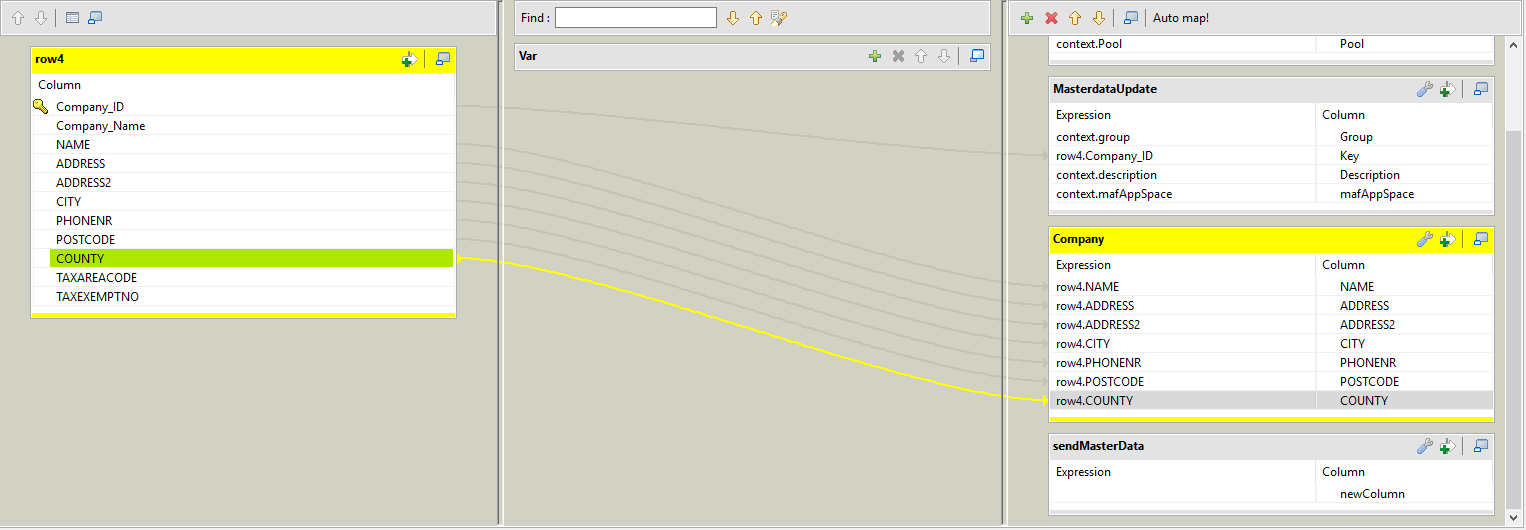 Find :
Auto map!
row4
Column
Company_ID
Company_Name
NAME
ADDRESS
ADDRESS2
CITY
PHONENR
POSTCODE
COUNTY
TAXAREACODE
TAXEXEMPTNO
Var
context.Pool Pool
MasterdataUpdate
Expression Column
context.group Group
row4.Company_ID Key
context.description Description
context.mafAppSpace mafAppSpace
Company
Expression Column
row4.NAME NAME
row4.ADDRESS ADDRESS
row4.ADDRESS2 ADDRESS2
row4.CITY CITY
row4.PHONENR PHONENR
row4.POSTCODE POSTCODE
row4.COUNTY COUNTY
sendMasterData
Expression Column
newColumn